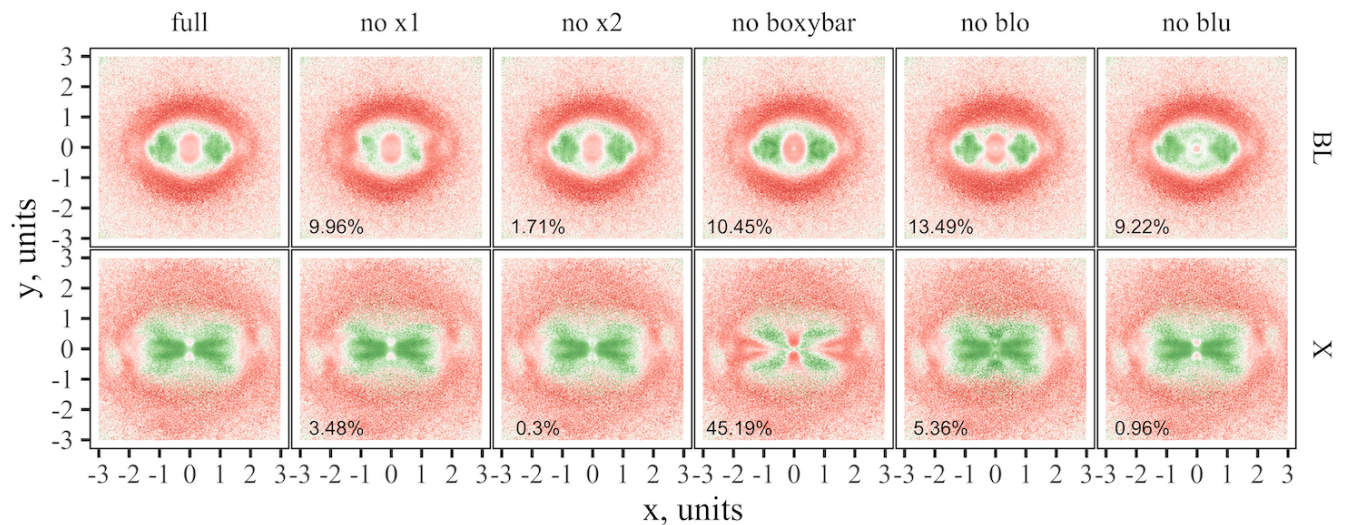 full no x1 no x2 no boxybar no blo no blu
3
2
1
0
-1
-2
-3
9.96% 1.71% 10.45% 13.49% 9.22%
BL
3
2
1
0
-1
-2
-3
3.48% 0.3% 45.19% 5.36% 0.96%
X
y, units
-3 -2 -1 0 1 2 3 -3 -2 -1 0 1 2 3 -3 -2 -1 0 1 2 3 -3 -2 -1 0 1 2 3 -3 -2 -1 0 1 2 3 -3 -2 -1 0 1 2 3
x, units